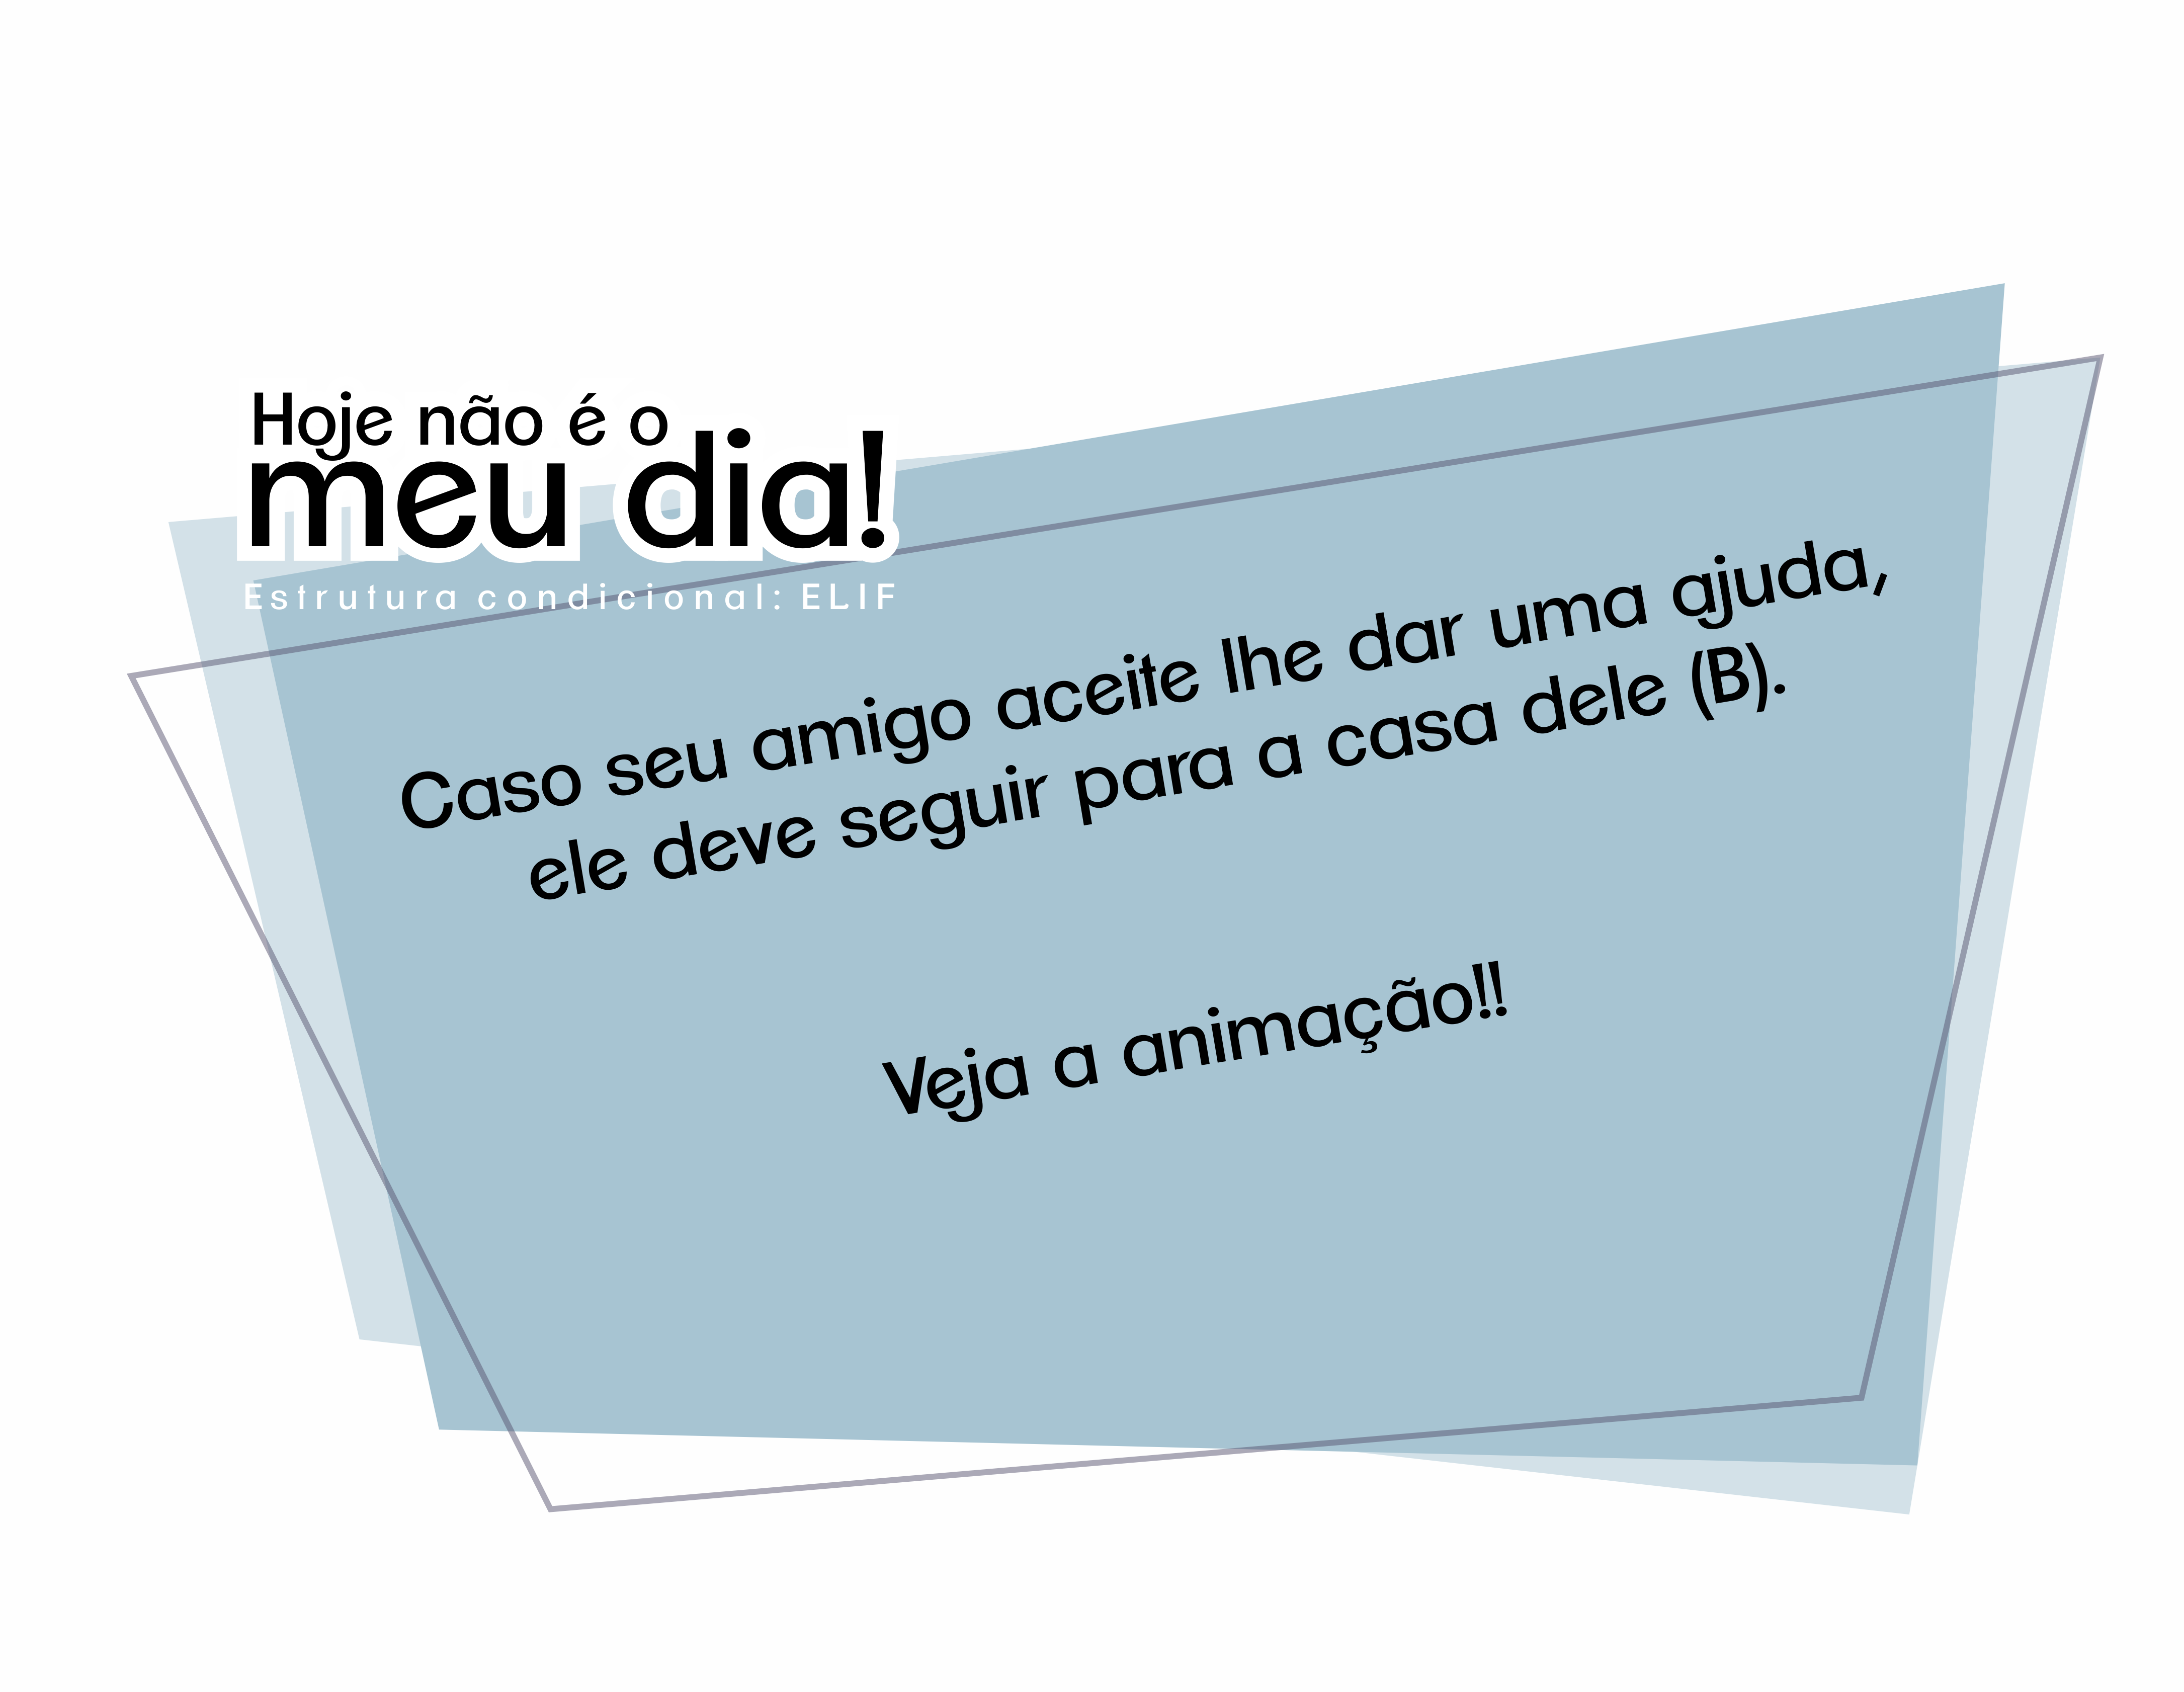 Hoje não é o
meu dia!
Estrutura condicional: ELIF
Caso seu amigo aceite lhe dar uma ajuda,
ele deve seguir para a casa dele (B).
Veja a animação!!